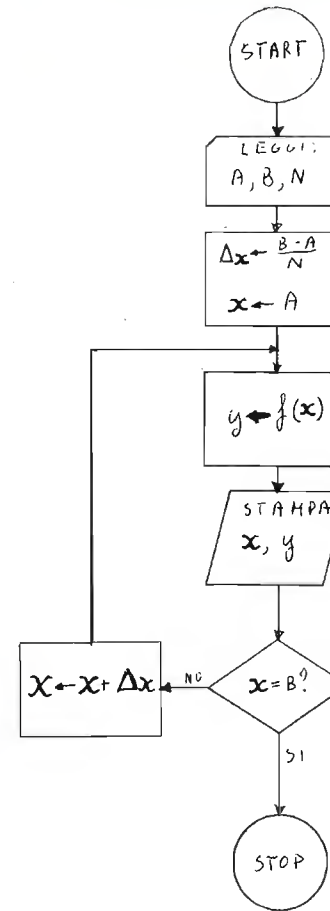 START
LEGGI:
A, B, N
Δx ← B - A / N
x ← A
y ← f(x)
STAMPA
x, y
x = B?
NO
x ← x + Δx
SI
STOP